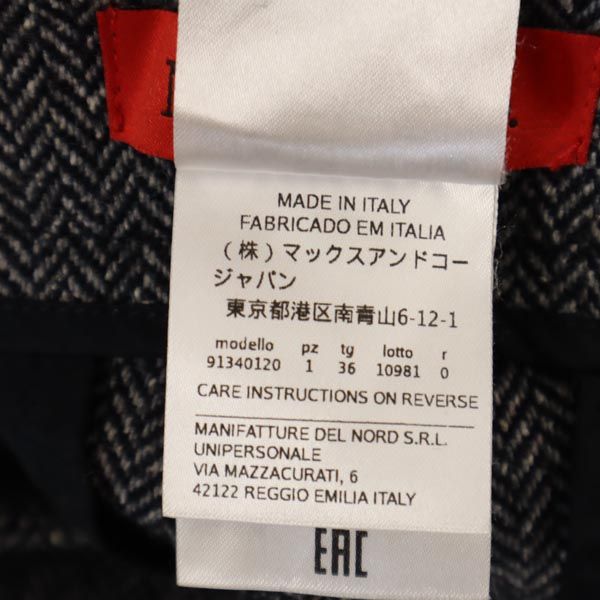 MADE IN ITALY
FABRICADO EM ITALIA
(株)マックスアンドコー
ジャパン
東京都港区南青山6-12-1
modello pz tg lotto r
91340120 1 36 10981 0
CARE INSTRUCTIONS ON REVERSE
MANIFATTURE DEL NORD S.R.L.
UNIPERSONALE
VIA MAZZACURATI, 6
42122 REGGIO EMILIA ITALY
EAC